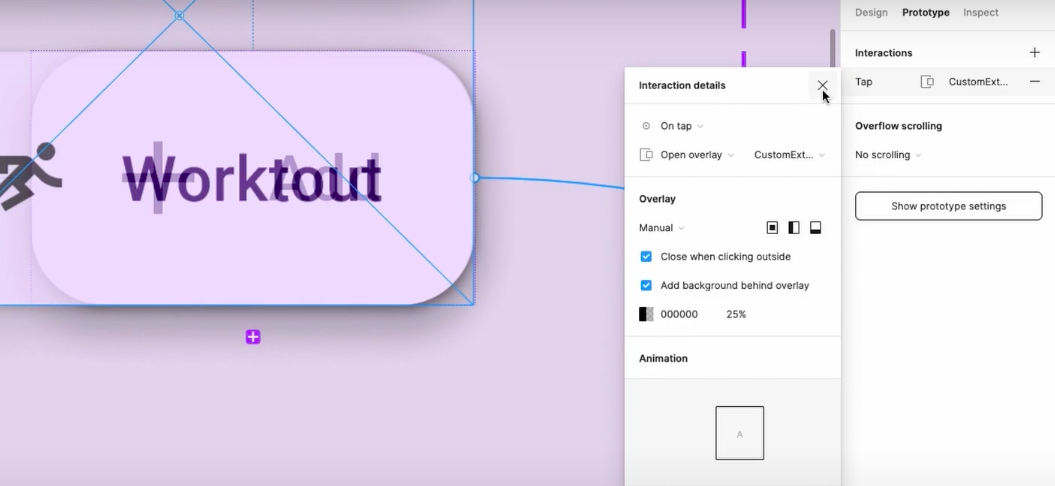 Design Prototype Inspect
Interactions
Tap CustomExt...
Overflow scrolling
No scrolling
Show prototype settings
Interaction details
On tap
Open overlay CustomExt...
Overlay
Manual
Close when clicking outside
Add background behind overlay
000000 25%
Animation
A
Workout
Add